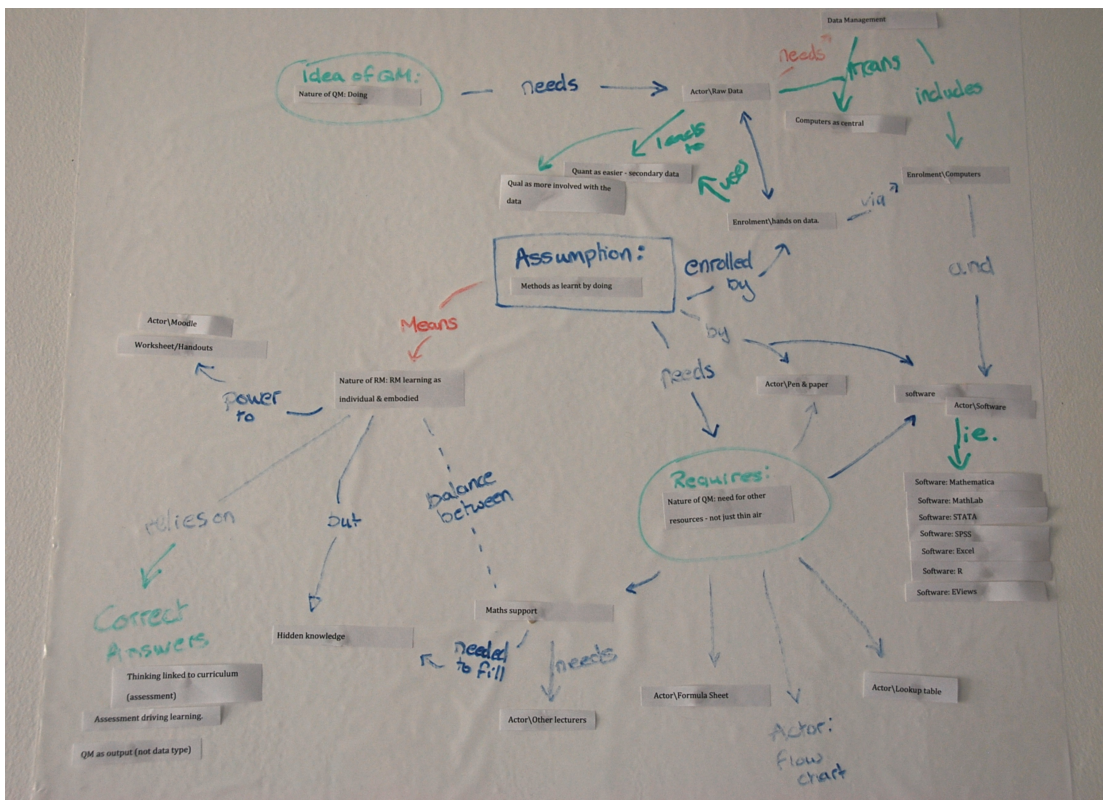 Data Management
idea of QM:
Nature of QM: Doing
needs
Actor\Raw Data
needs
trans
includes
Computers as central
leads
to
uses
Quant as easier - secondary data
Qual as more involved with the
data
Enrolment\Computers
Enrolment\hands on data.
via
and
Assumption:
Methods as learnt by doing
enrolled
by
Means
by
needs
Actor\Moodle
Worksheet/Handouts
power
to
Nature of RM: RM learning as
individual & embodied
Actor\Pen & paper
software
Actor\Software
ie.
Software: Mathematica
Software: MathLab
Software: STATA
Software: SPSS
Software: Excel
Software: R
Software: EViews
Requires:
Nature of QM: need for other
resources - not just thin air
relies on
but
balance
between
Correct
Answers
Thinking linked to curriculum
(assessment)
Assessment driving learning.
QM as output (not data type)
Hidden knowledge
Maths support
needed
to fill
needs
Actor\Other lecturers
Actor\Formula Sheet
Actor:
flow
chart
Actor\Lookup table